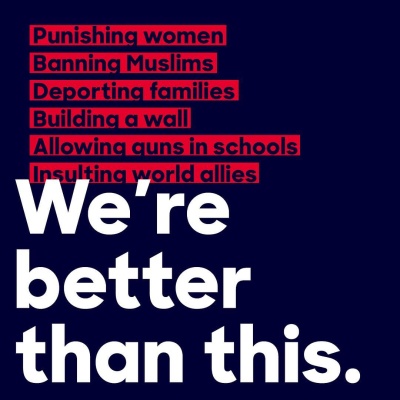 Punishing women
Banning Muslims
Deporting families
Building a wall
Allowing guns in schools
Insulting world allies
We're
better
than this.